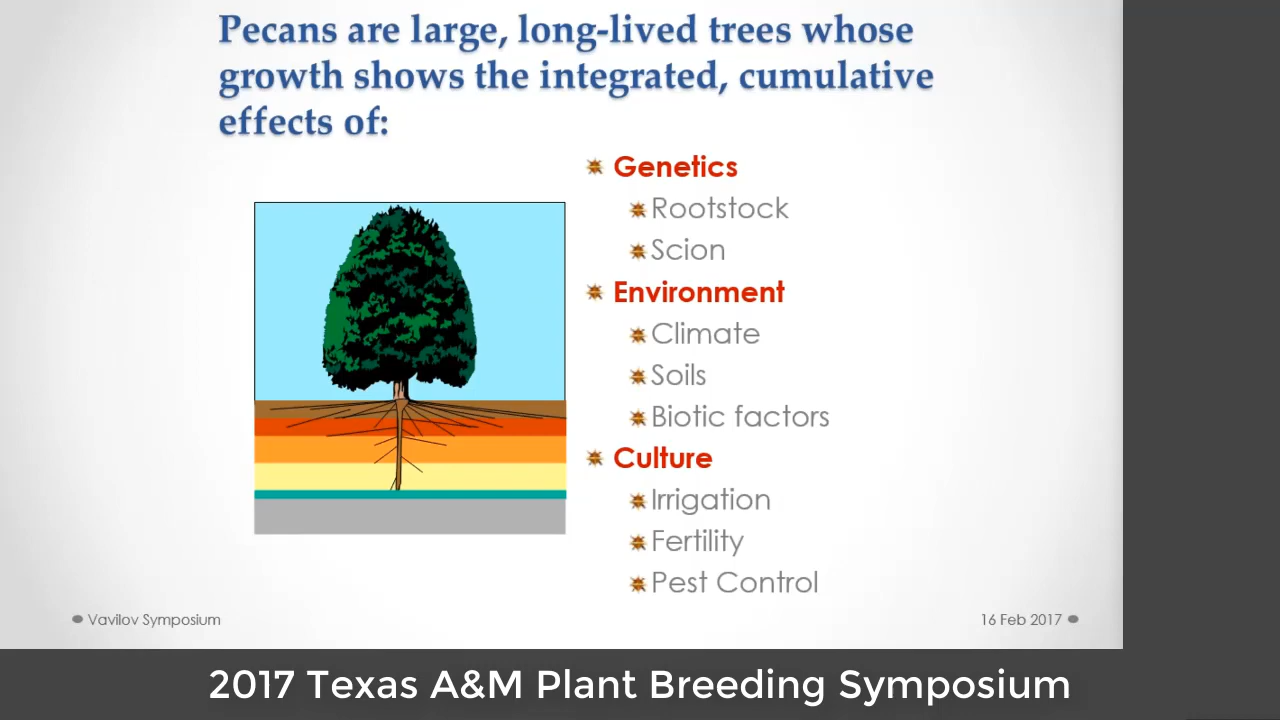 Pecans are large, long-lived trees whose
growth shows the integrated, cumulative
effects of:
Genetics
Rootstock
Scion
Environment
Climate
Soils
Biotic factors
Culture
Irrigation
Fertility
Pest Control
Vavilov Symposium
16 Feb 2017
2017 Texas A&M Plant Breeding Symposium